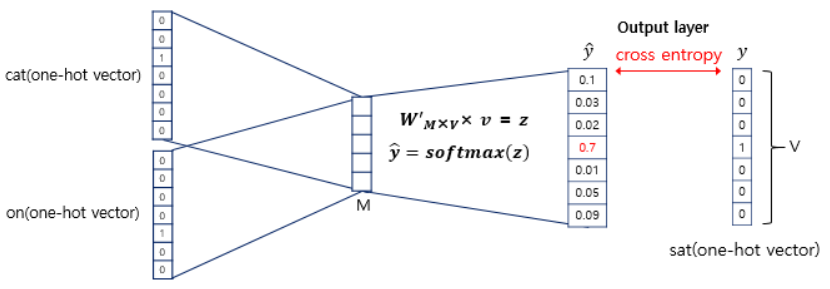 cat(one-hot vector)
0
0
1
0
0
0
0
on(one-hot vector)
0
0
0
0
1
0
0
M
W'M×V× v = z
ŷ = softmax(z)
Output layer
ŷ
cross entropy
y
0.1
0.03
0.02
0.7
0.01
0.05
0.09
0
0
0
1
0
0
0
V
sat(one-hot vector)